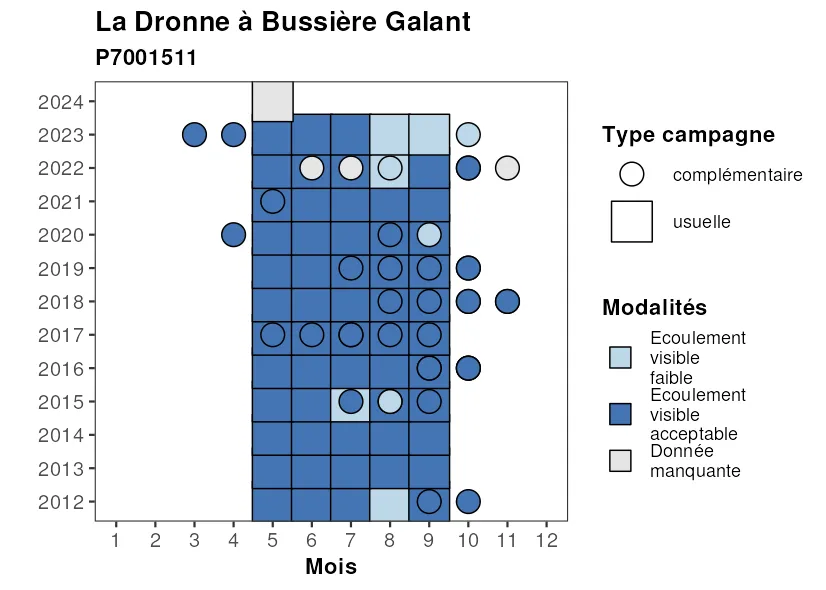 La Dronne à Bussière Galant
P7001511
2024
2023
2022
2021
2020
2019
2018
2017
2016
2015
2014
2013
2012
1 2 3 4 5 6 7 8 9 10 11 12
Mois
Type campagne
complémentaire
usuelle
Modalités
Ecoulement
visible
faible
Ecoulement
visible
acceptable
Donnée
manquante